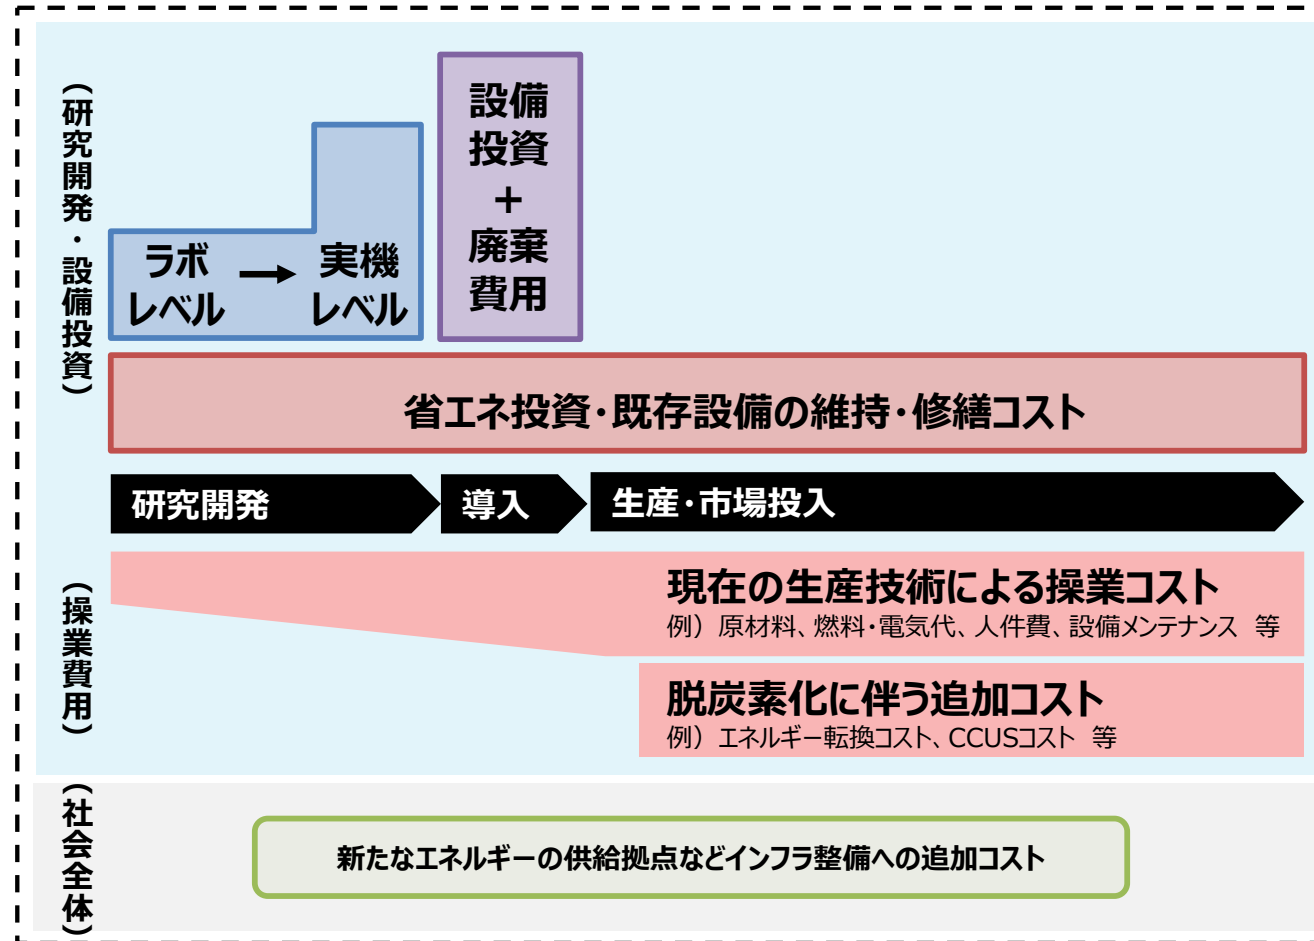 （研究開発・設備投資）
ラボ
レベル
→
実機
レベル
設備
投資
＋
廃棄
費用
省エネ投資・既存設備の維持・修繕コスト
研究開発
導入
生産・市場投入
（操業費用）
現在の生産技術による操業コスト
例）原材料、燃料・電気代、人件費、設備メンテナンス　等
脱炭素化に伴う追加コスト
例）エネルギー転換コスト、CCUSコスト　等
（社会全体）
新たなエネルギーの供給拠点などインフラ整備への追加コスト